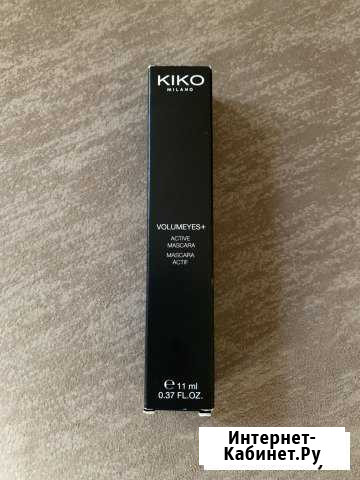 KIKO
MILANO
VOLUMEYES+
ACTIVE
MASCARA
MASCARA
ACTIF
℮ 11 ml
0.37 FL.OZ.
Интернет-
Кабинет.Ру